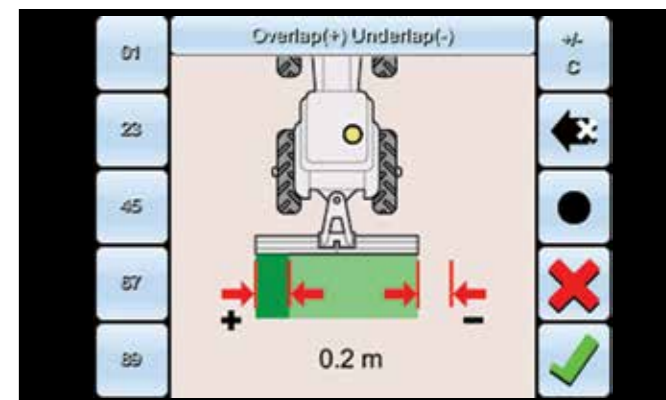 Overlap(+) Underlap(-)
01
23
45
67
89
+/-
C
+
-
0.2 m